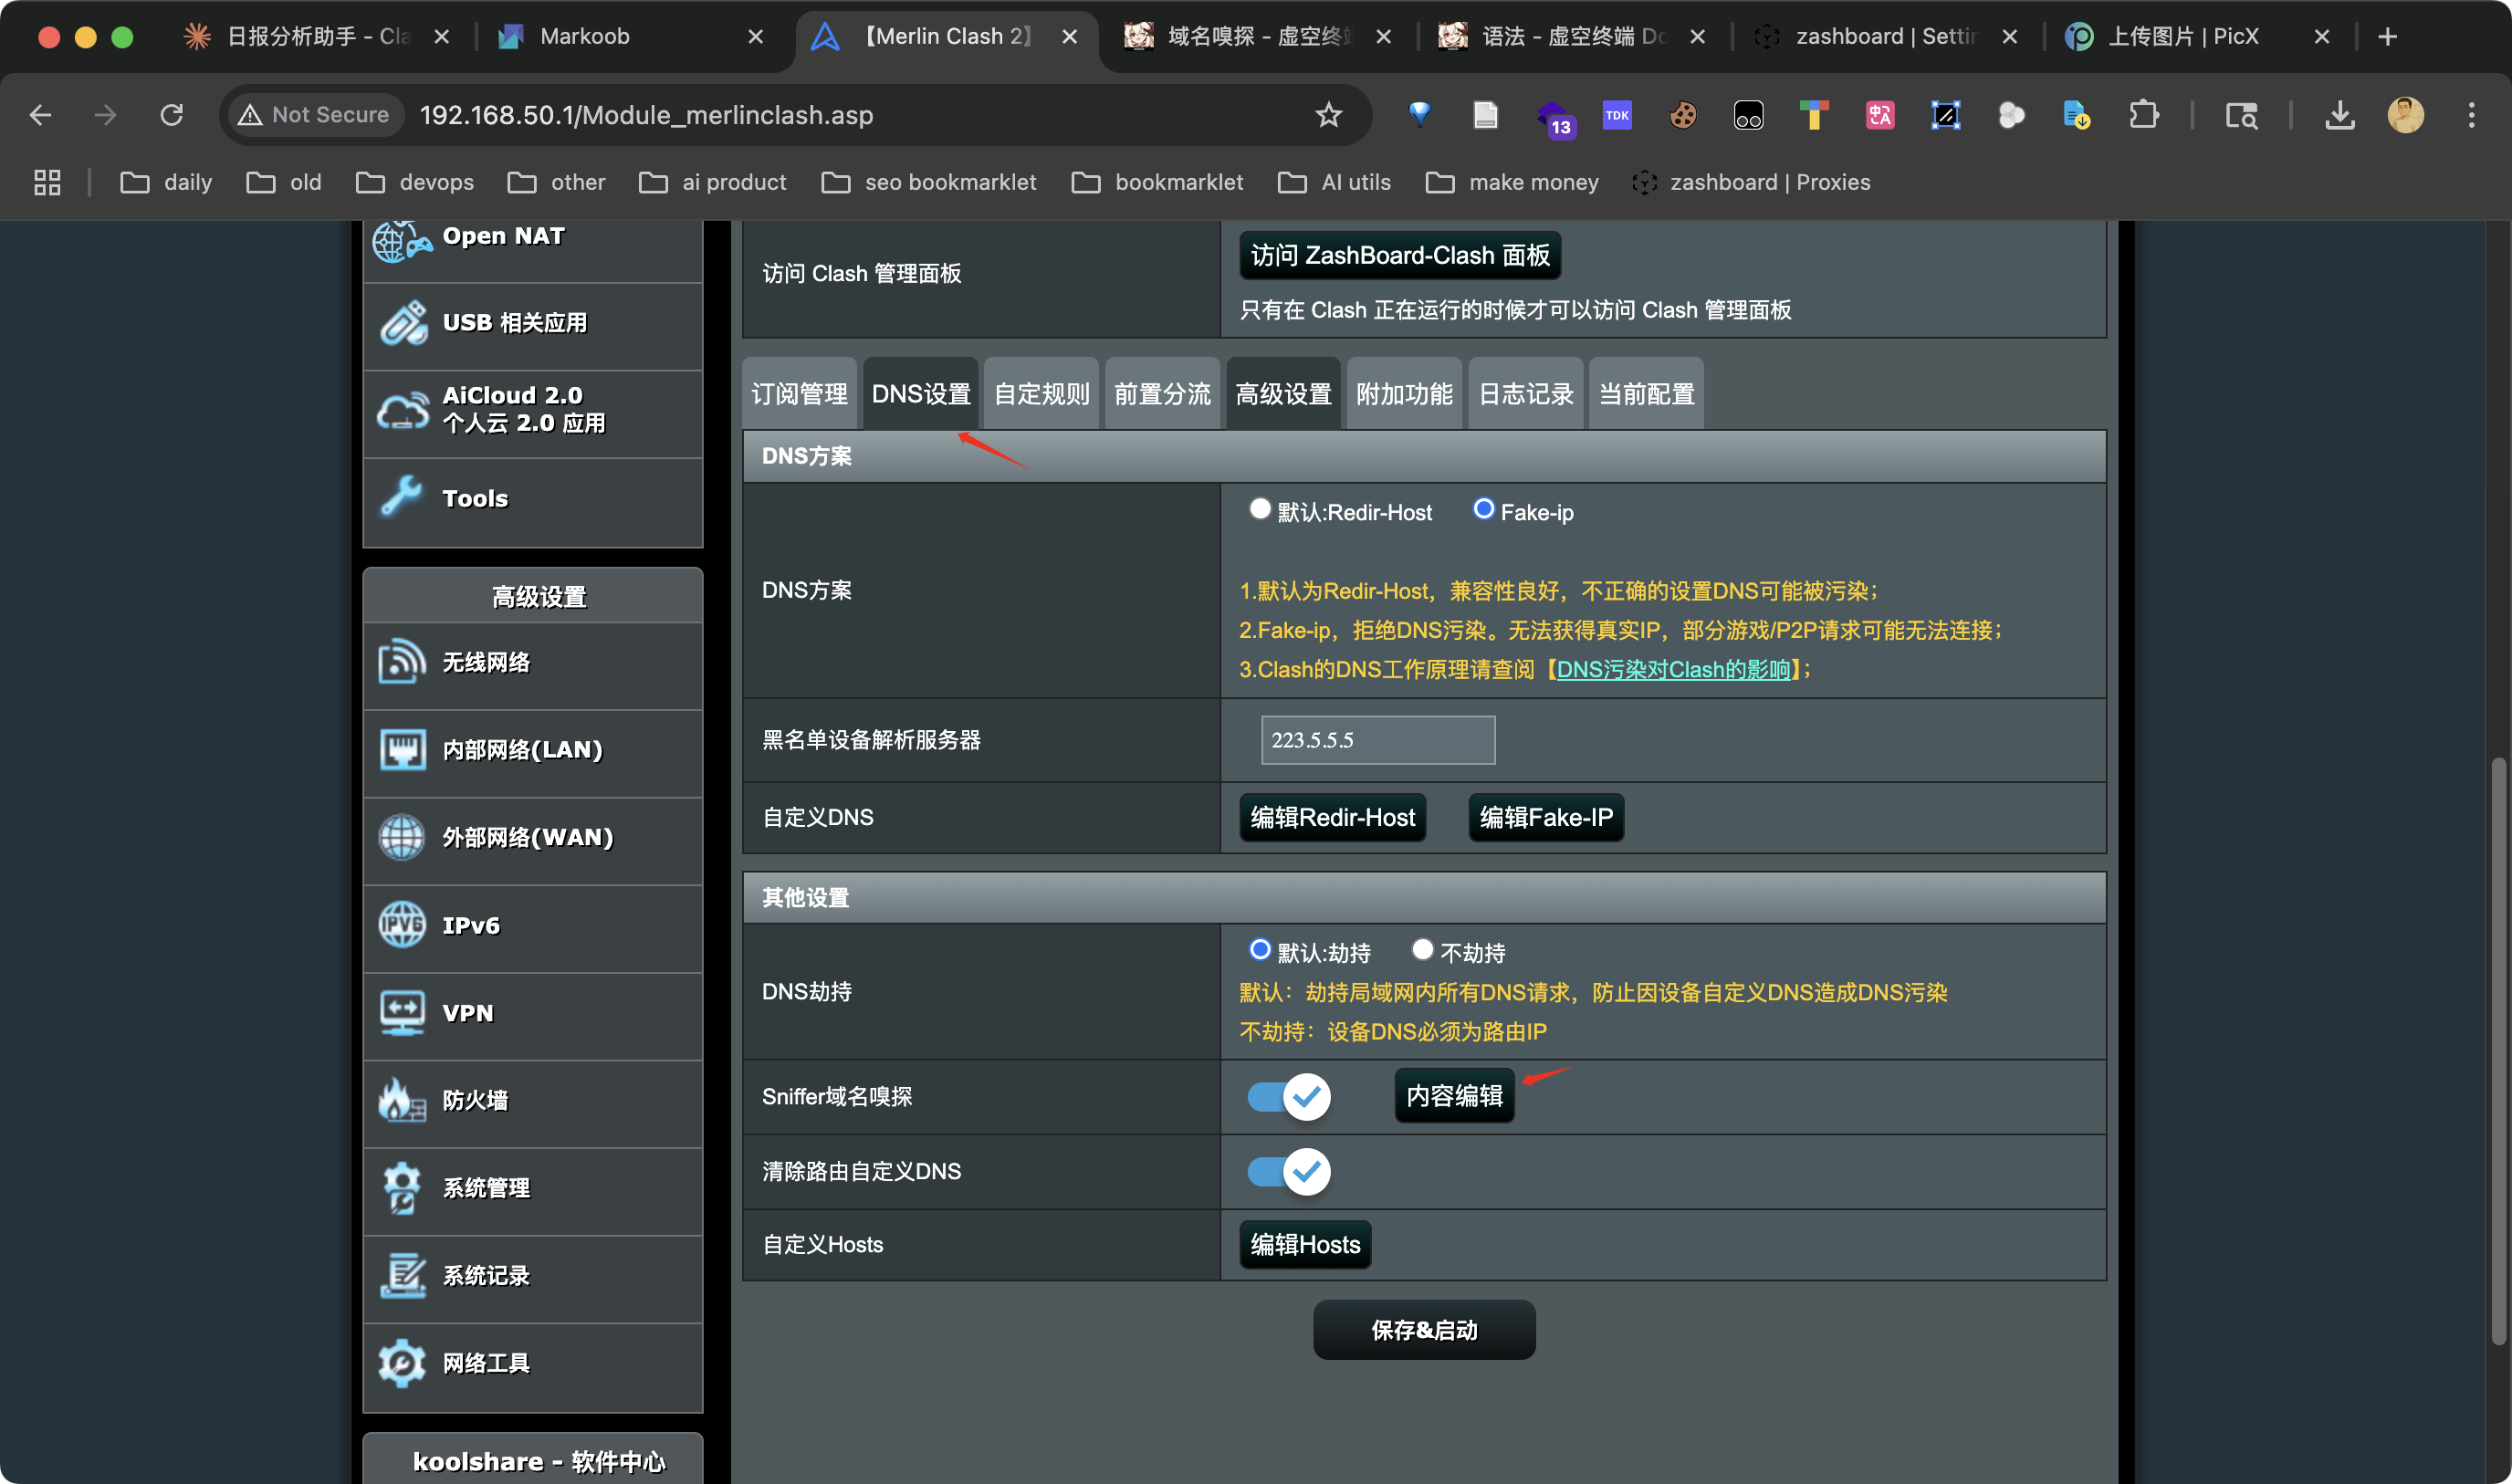 日报分析助手 - Cla
Markoob
【Merlin Clash 2】
域名嗅探 - 虚空终端
语法 - 虚空终端 Do
zashboard | Settin
上传图片 | PicX
Not Secure
192.168.50.1/Module_merlinclash.asp
13
TDK
daily
old
devops
other
ai product
seo bookmarklet
bookmarklet
AI utils
make money
zashboard | Proxies
Open NAT
USB 相关应用
AiCloud 2.0
个人云 2.0 应用
Tools
高级设置
无线网络
内部网络(LAN)
外部网络(WAN)
IPV6
IPv6
VPN
防火墙
系统管理
系统记录
网络工具
koolshare - 软件中心
访问 Clash 管理面板
访问 ZashBoard-Clash 面板
只有在 Clash 正在运行的时候才可以访问 Clash 管理面板
订阅管理
DNS设置
自定规则
前置分流
高级设置
附加功能
日志记录
当前配置
DNS方案
DNS方案
默认:Redir-Host
Fake-ip
1.默认为Redir-Host，兼容性良好，不正确的设置DNS可能被污染；
2.Fake-ip，拒绝DNS污染。无法获得真实IP，部分游戏/P2P请求可能无法连接；
3.Clash的DNS工作原理请查阅【DNS污染对Clash的影响】；
黑名单设备解析服务器
223.5.5.5
自定义DNS
编辑Redir-Host
编辑Fake-IP
其他设置
DNS劫持
默认:劫持
不劫持
默认：劫持局域网内所有DNS请求，防止因设备自定义DNS造成DNS污染
不劫持：设备DNS必须为路由IP
Sniffer域名嗅探
内容编辑
清除路由自定义DNS
自定义Hosts
编辑Hosts
保存&启动